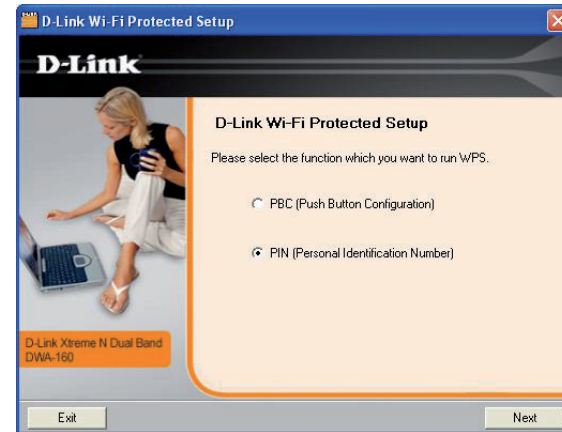 D-Link Wi-Fi Protected Setup
D-Link
D-Link Wi-Fi Protected Setup
Please select the function which you want to run WPS.
PBC (Push Button Configuration)
PIN (Personal Identification Number)
D-Link Xtreme N Dual Band
DWA-160
Exit
Next